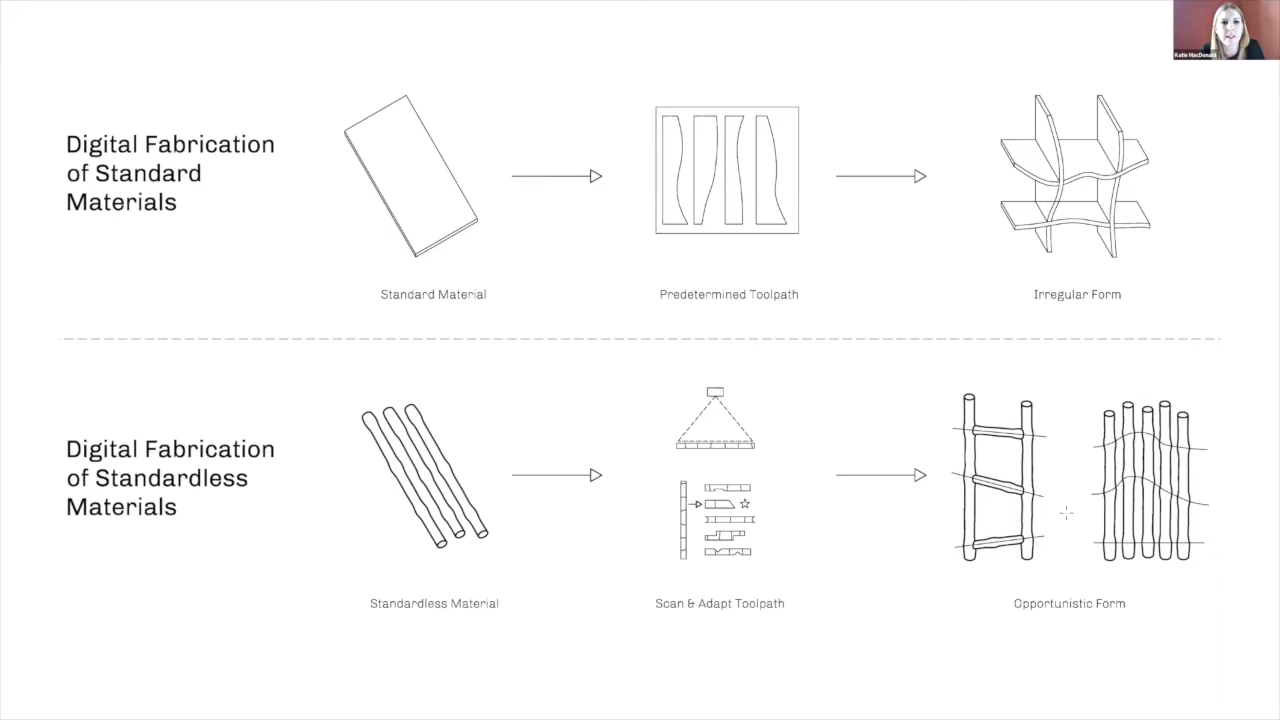 Katie MacDonald
Digital Fabrication
of Standard
Materials
Standard Material
Predetermined Toolpath
Irregular Form
Digital Fabrication
of Standardless
Materials
Standardless Material
Scan & Adapt Toolpath
Opportunistic Form